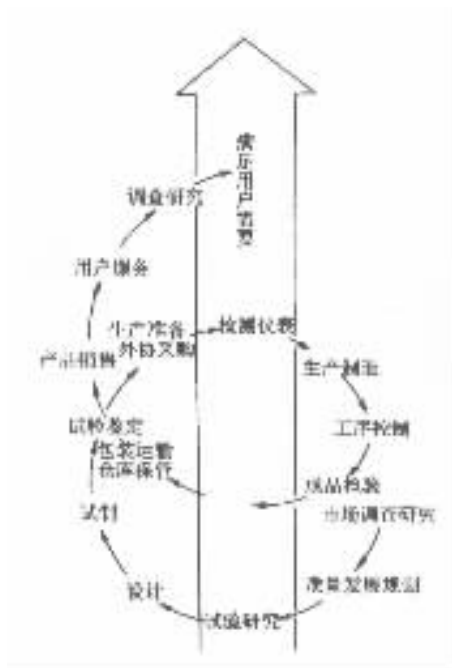 满足用户需要
调查研究
用户服务
生产准备
外协采购
检测仪表
产品销售
生产制造
试验鉴定
工序控制
包装运输
仓库保管
成品检验
试制
市场调查研究
设计
质量发展规划
试验研究